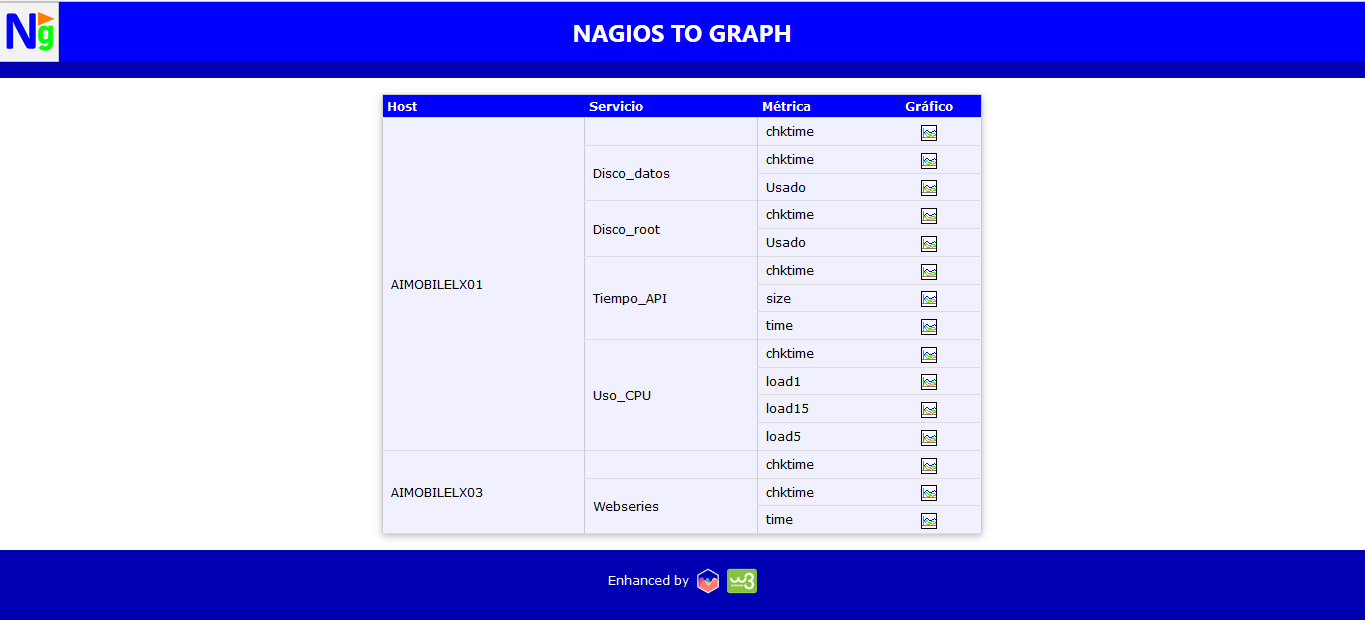 Ng
NAGIOS TO GRAPH
Host Servicio Métrica Gráfico
chktime
chktime
Disco_datos
Usado
chktime
Disco_root
Usado
chktime
AIMOBILELX01
Tiempo_API size
time
chktime
load1
Uso_CPU
load15
load5
chktime
AIMOBILELX03 chktime
Webseries
time
Enhanced by w3